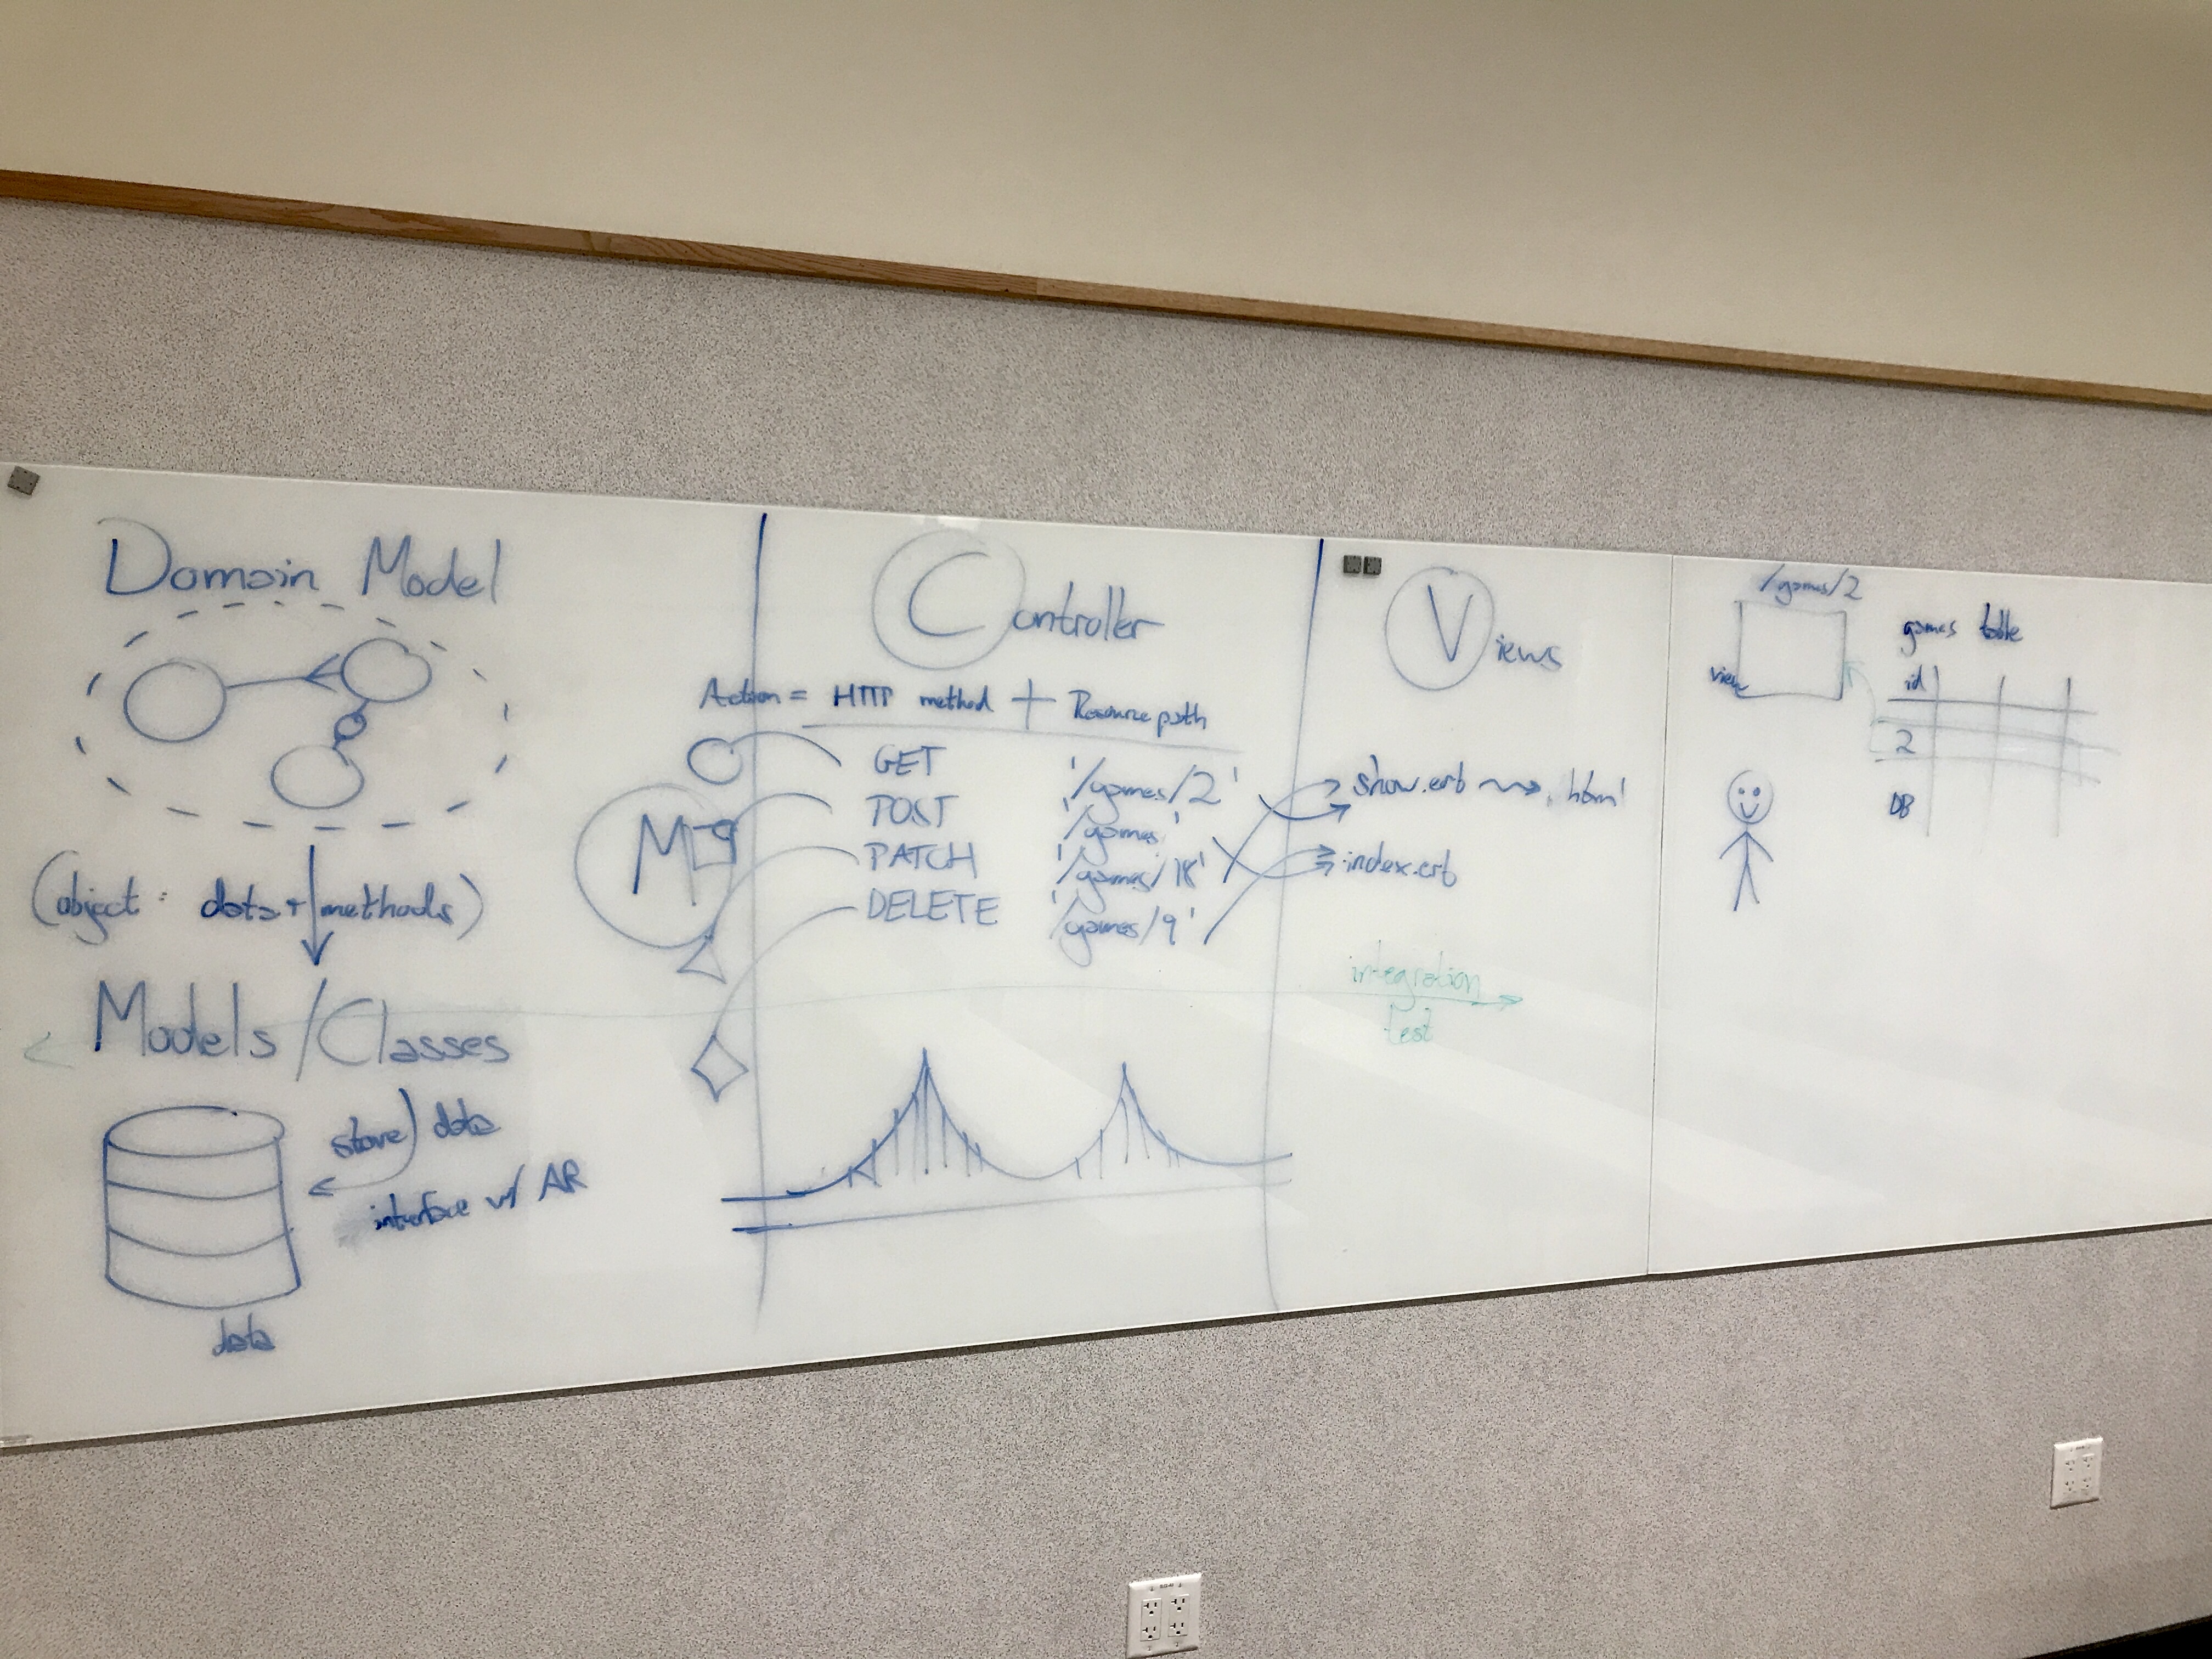 Domain Model
(object: data + methods)
Models/Classes
store data
interface w/ AR
data
M
Controller
Action = HTTP method + Resource path
GET '/games/2'
POST '/games'
PATCH '/games/18'
DELETE '/games/9'
Views
show.erb .html
index.erb
integration
test
/games/2
view
games table
id
2
DB